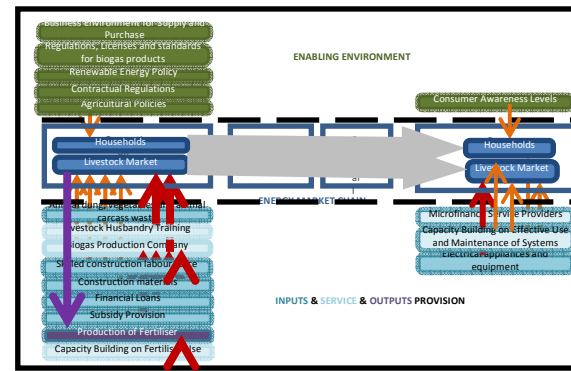 Business Environment for Supply and
Purchase
Regulations, Licenses and standards
for biogas products
Renewable Energy Policy
Contractual Regulations
Agricultural Policies
ENABLING ENVIRONMENT
Consumer Awareness Levels
Households
Livestock Market
Households
Livestock Market
al
ENERGY MARKET CHAIN
carcass waste
Livestock Husbandry Training
Biogas Production Company
Skilled construction labour
Construction materials
Financial Loans
Subsidy Provision
Production of Fertiliser
Capacity Building on Fertiliser Use
Microfinance Service Providers
Capacity Building on Effective Use
and Maintenance of Systems
Electrical appliances and
equipment
INPUTS & SERVICE & OUTPUTS PROVISION